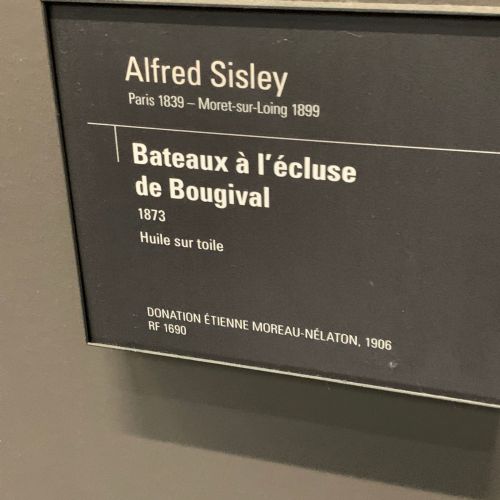 Alfred Sisley
Paris 1839 – Moret-sur-Loing 1899
Bateaux à l'écluse
de Bougival
1873
Huile sur toile
DONATION ÉTIENNE MOREAU-NÉLATON, 1906
RF 1690